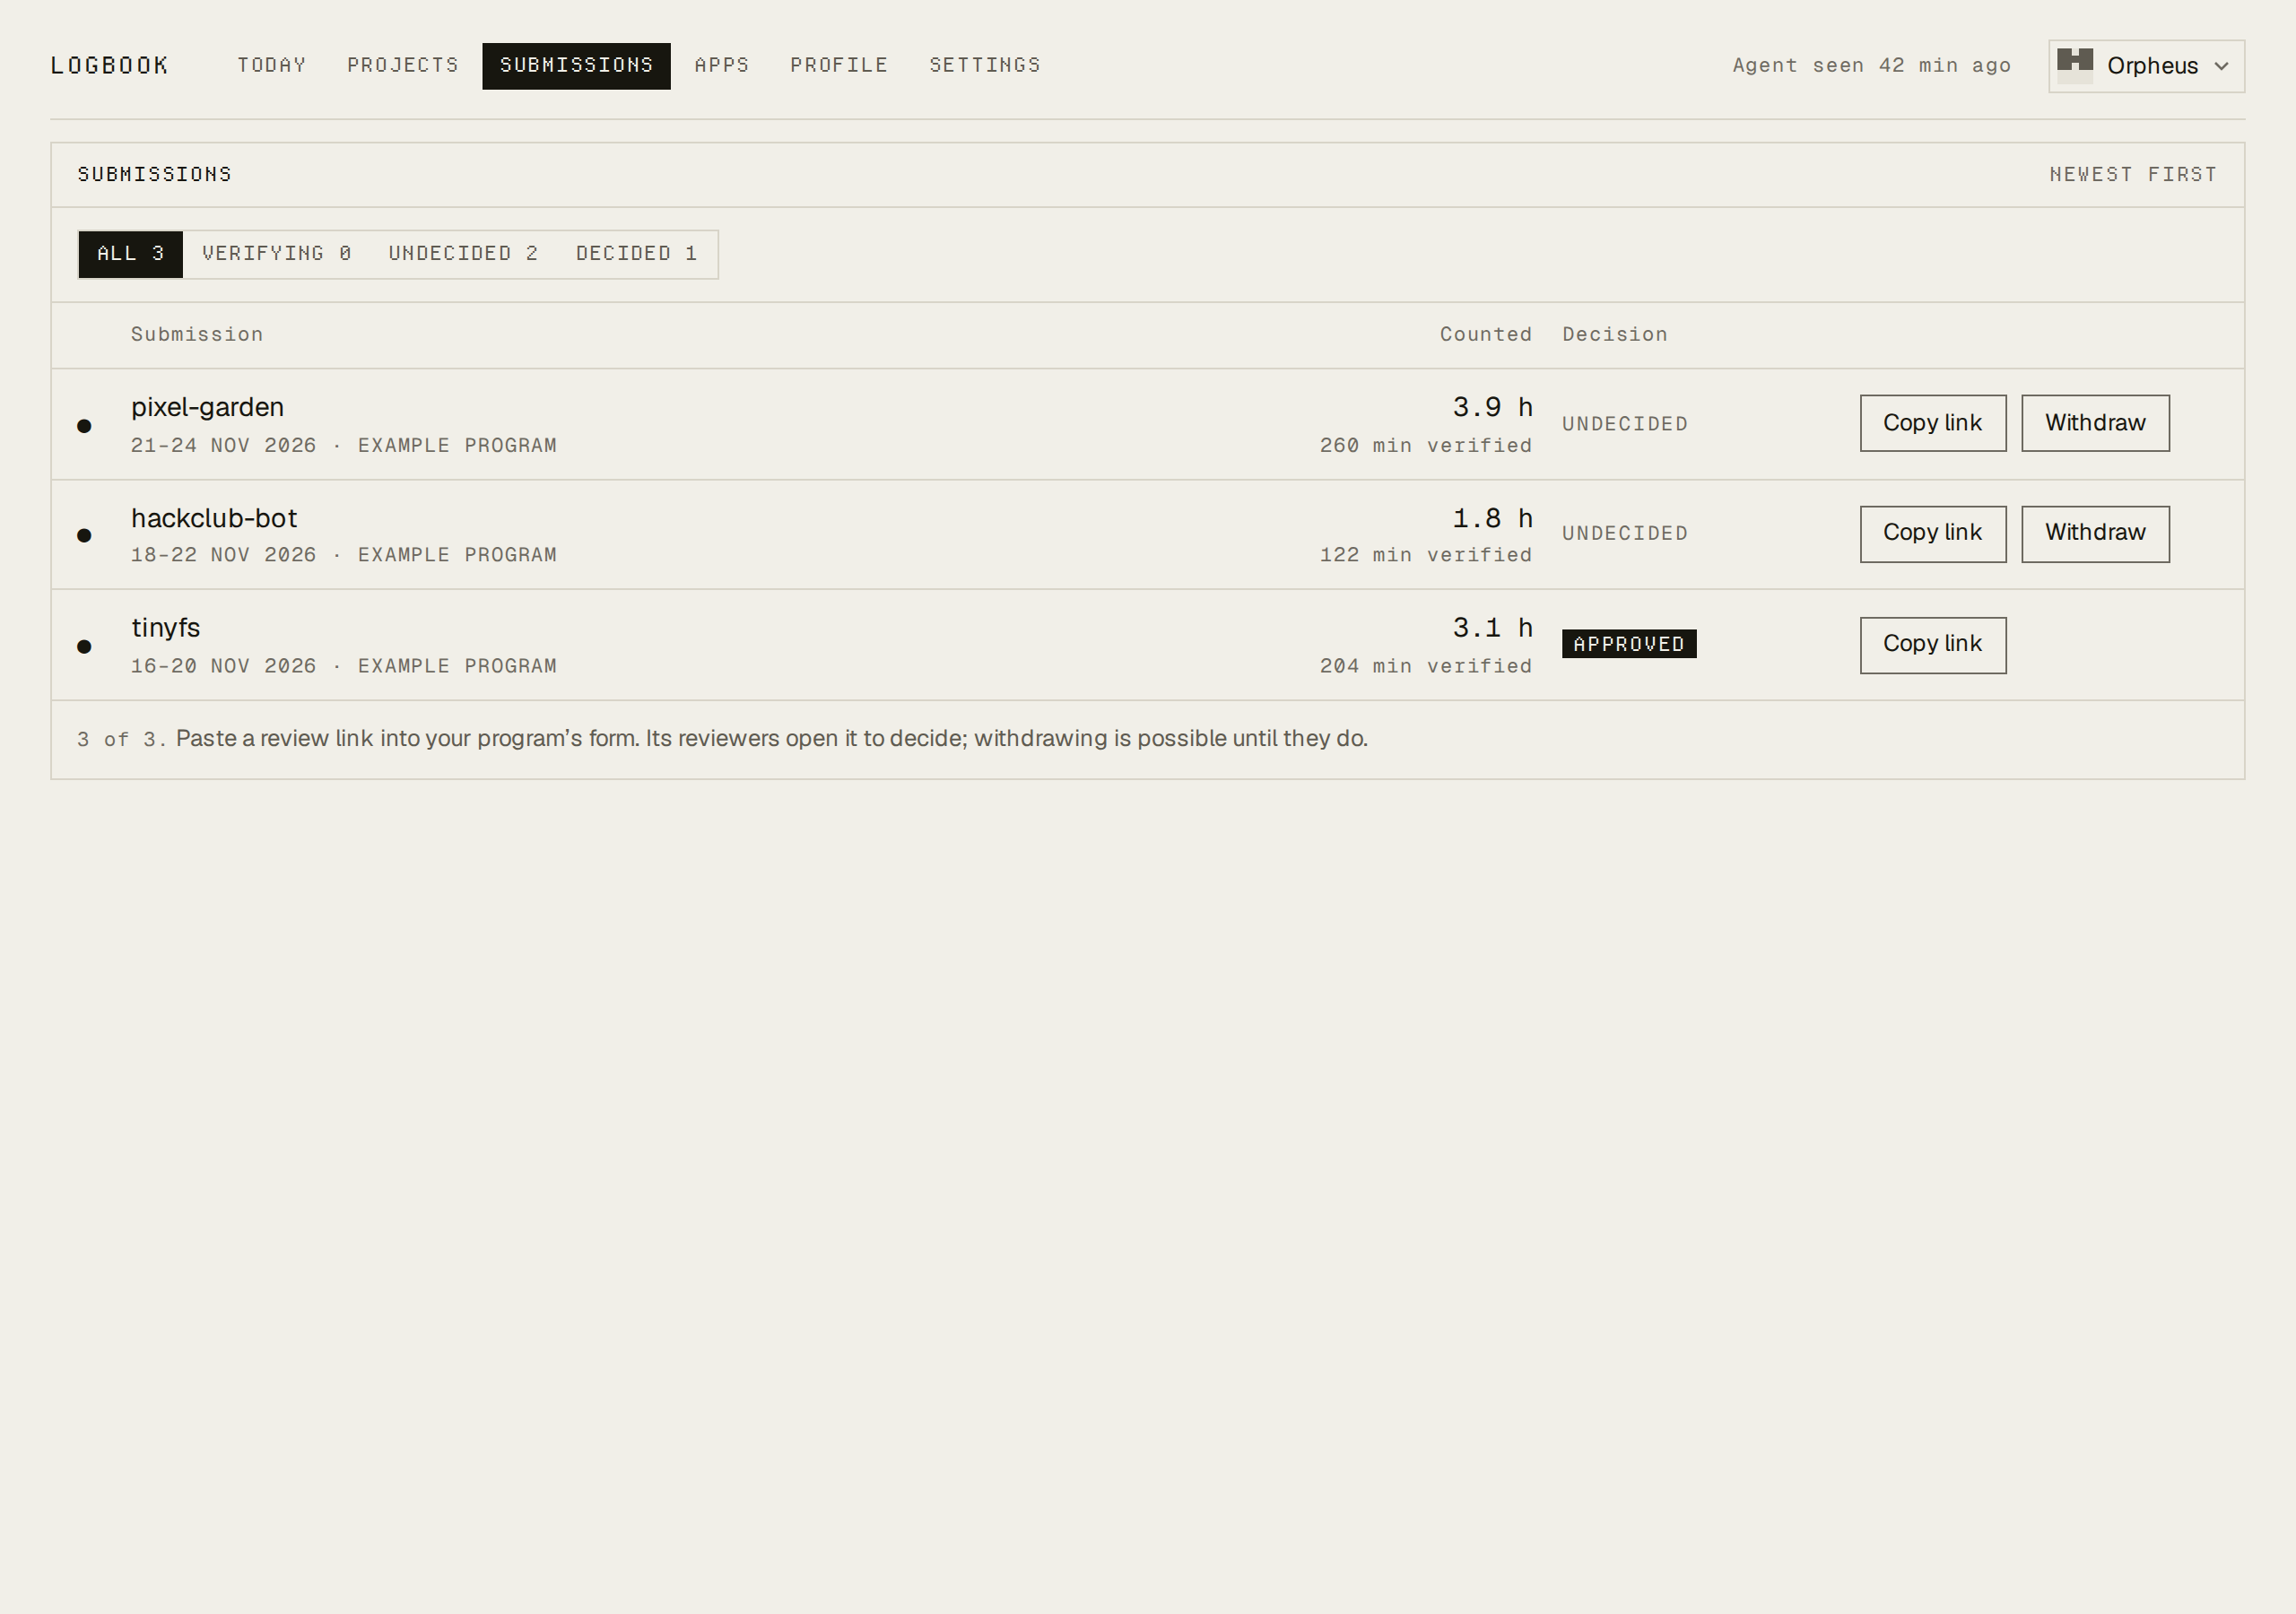 LOGBOOK TODAY PROJECTS SUBMISSIONS APPS PROFILE SETTINGS Agent seen 42 min ago Orpheus
SUBMISSIONS NEWEST FIRST
ALL 3 VERIFYING 0 UNDECIDED 2 DECIDED 1
Submission Counted Decision
pixel-garden 3.9 h UNDECIDED Copy link Withdraw
21–24 NOV 2026 · EXAMPLE PROGRAM 260 min verified
hackclub-bot 1.8 h UNDECIDED Copy link Withdraw
18–22 NOV 2026 · EXAMPLE PROGRAM 122 min verified
tinyfs 3.1 h APPROVED Copy link
16–20 NOV 2026 · EXAMPLE PROGRAM 204 min verified
3 of 3. Paste a review link into your program’s form. Its reviewers open it to decide; withdrawing is possible until they do.